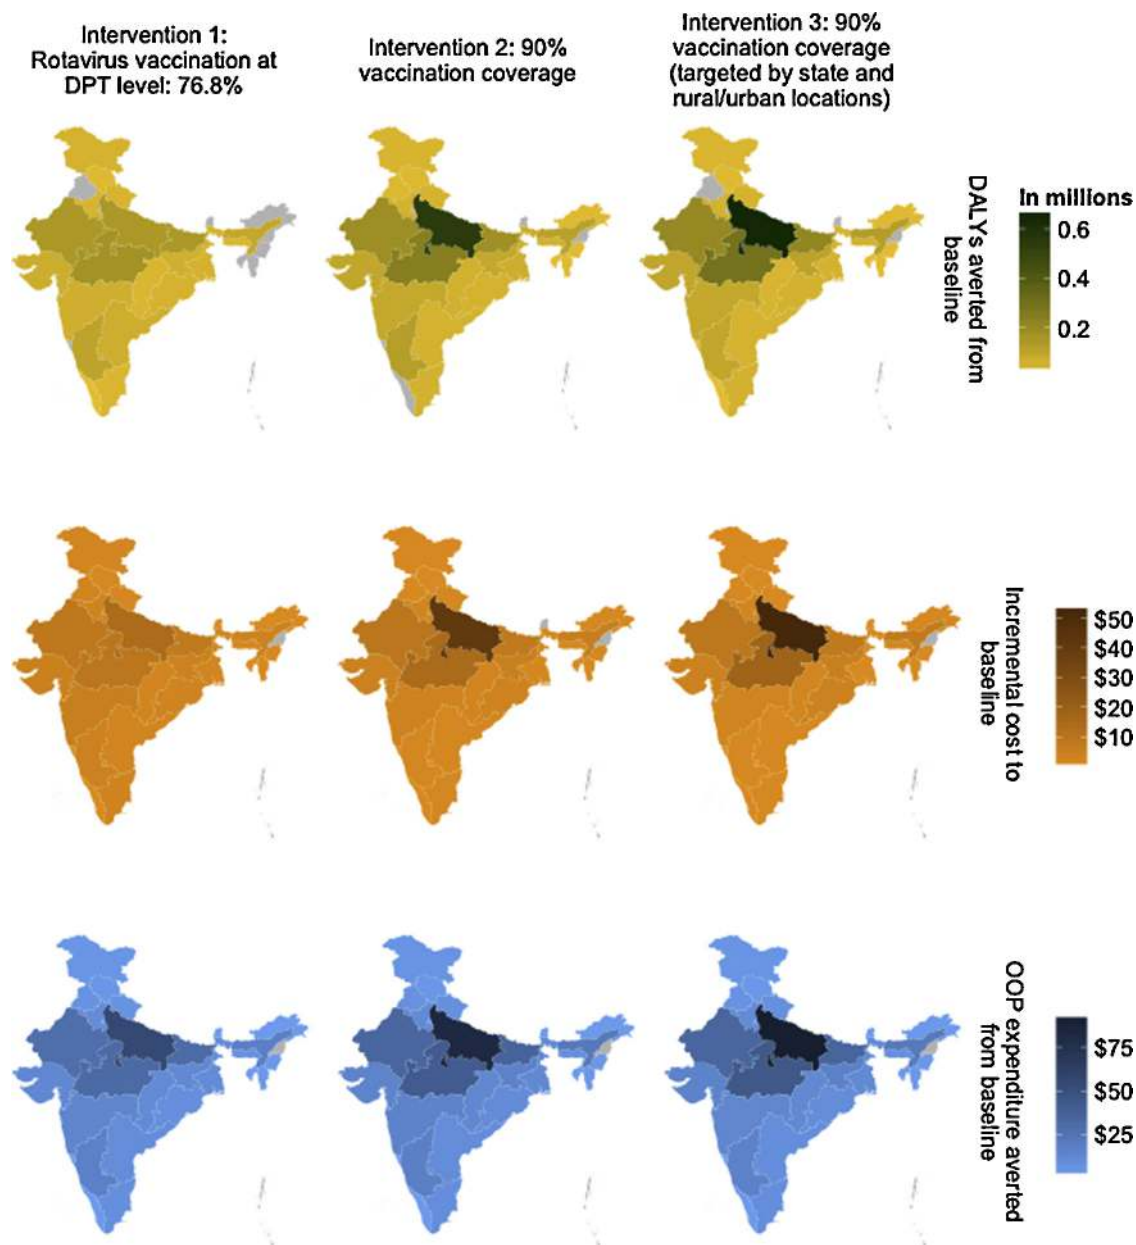 Intervention 1:
Rotavirus vaccination at
DPT level: 76.8%
Intervention 2: 90%
vaccination coverage
Intervention 3: 90%
vaccination coverage
(targeted by state and
rural/urban locations)
DALYs averted from
baseline
In millions
0.6
0.4
0.2
Incremental cost to
baseline
$50
$40
$30
$20
$10
OOP expenditure averted
from baseline
$75
$50
$25